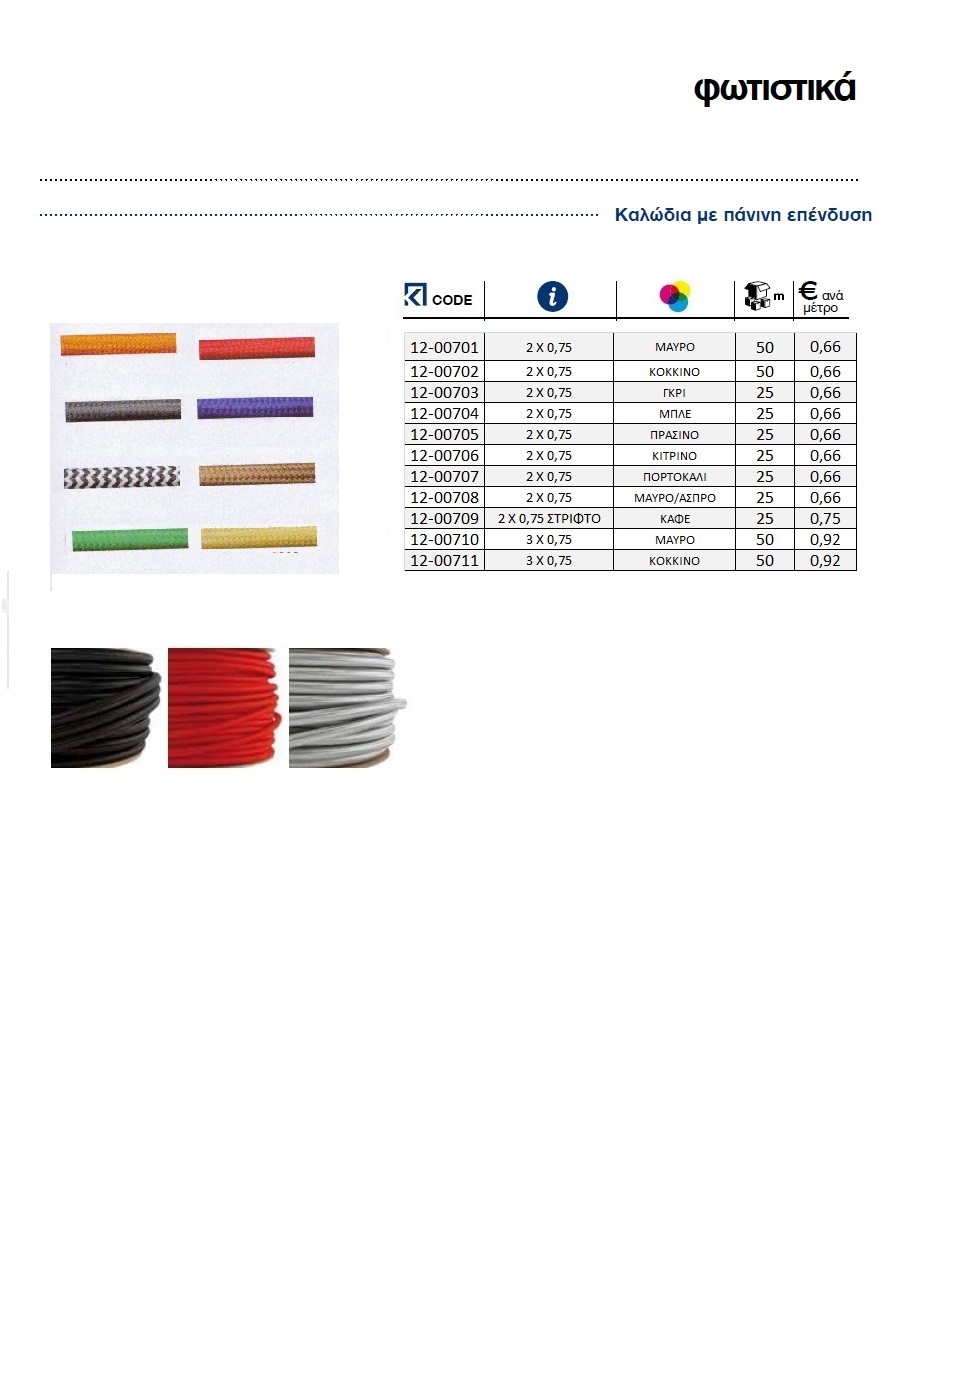 φωτιστικά
Καλώδια με πάνινη επένδυση
CODE i m € ανά μέτρο
12-00701 2 X 0,75 ΜΑΥΡΟ 50 0,66
12-00702 2 X 0,75 ΚΟΚΚΙΝΟ 50 0,66
12-00703 2 X 0,75 ΓΚΡΙ 25 0,66
12-00704 2 X 0,75 ΜΠΛΕ 25 0,66
12-00705 2 X 0,75 ΠΡΑΣΙΝΟ 25 0,66
12-00706 2 X 0,75 ΚΙΤΡΙΝΟ 25 0,66
12-00707 2 X 0,75 ΠΟΡΤΟΚΑΛΙ 25 0,66
12-00708 2 X 0,75 ΜΑΥΡΟ/ΑΣΠΡΟ 25 0,66
12-00709 2 X 0,75 ΣΤΡΙΦΤΟ ΚΑΦΕ 25 0,75
12-00710 3 X 0,75 ΜΑΥΡΟ 50 0,92
12-00711 3 X 0,75 ΚΟΚΚΙΝΟ 50 0,92